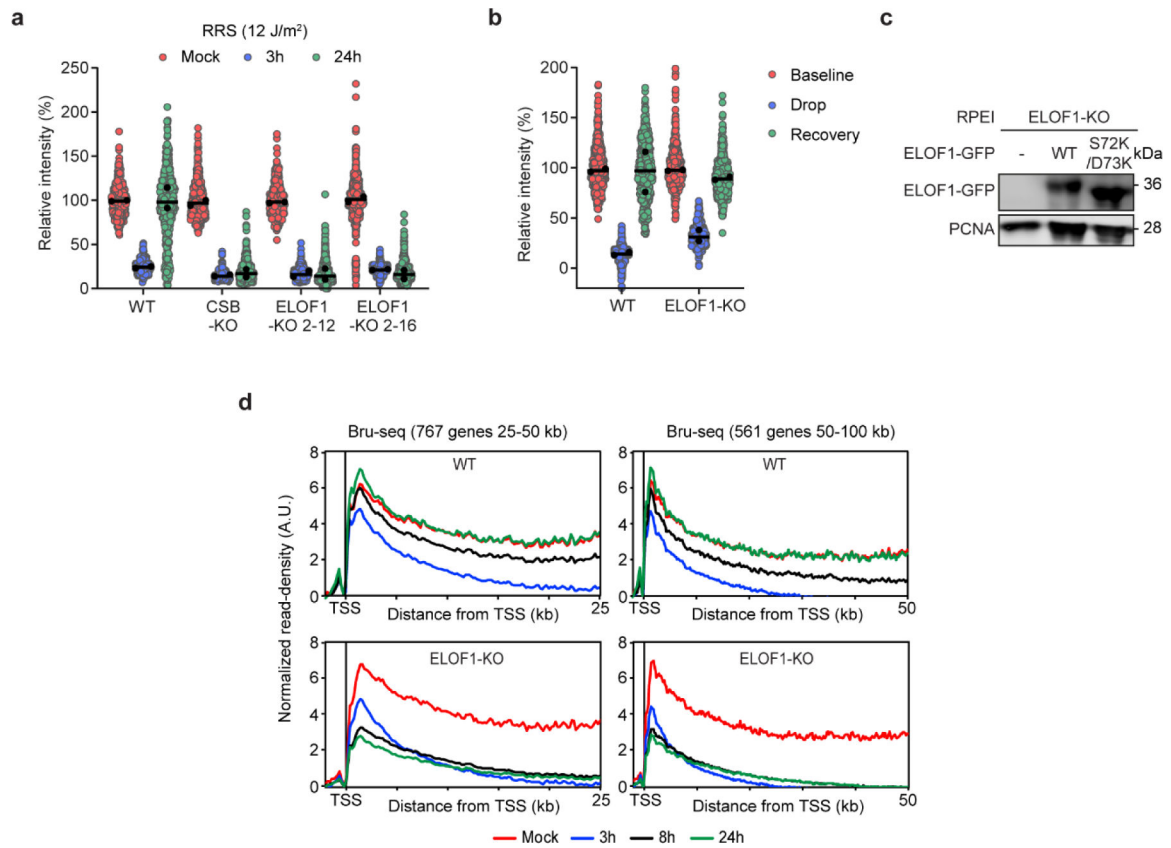 a
RRS (12 J/m²)
Mock 3h 24h
Relative intensity (%)
250
200
150
100
50
0
WT
CSB
-KO
ELOF1
-KO 2-12
ELOF1
-KO 2-16
b
Relative intensity (%)
200
150
100
50
0
WT
ELOF1-KO
Baseline
Drop
Recovery
c
RPEI ELOF1-KO
ELOF1-GFP - WT S72K
/D73K kDa
ELOF1-GFP 36
PCNA 28
d
Normalized read-density (A.U.)
Bru-seq (767 genes 25-50 kb)
WT
8
6
4
2
0
TSS Distance from TSS (kb) 25
Bru-seq (561 genes 50-100 kb)
WT
TSS Distance from TSS (kb) 50
ELOF1-KO
8
6
4
2
0
TSS Distance from TSS (kb) 25
ELOF1-KO
TSS Distance from TSS (kb) 50
Mock 3h 8h 24h